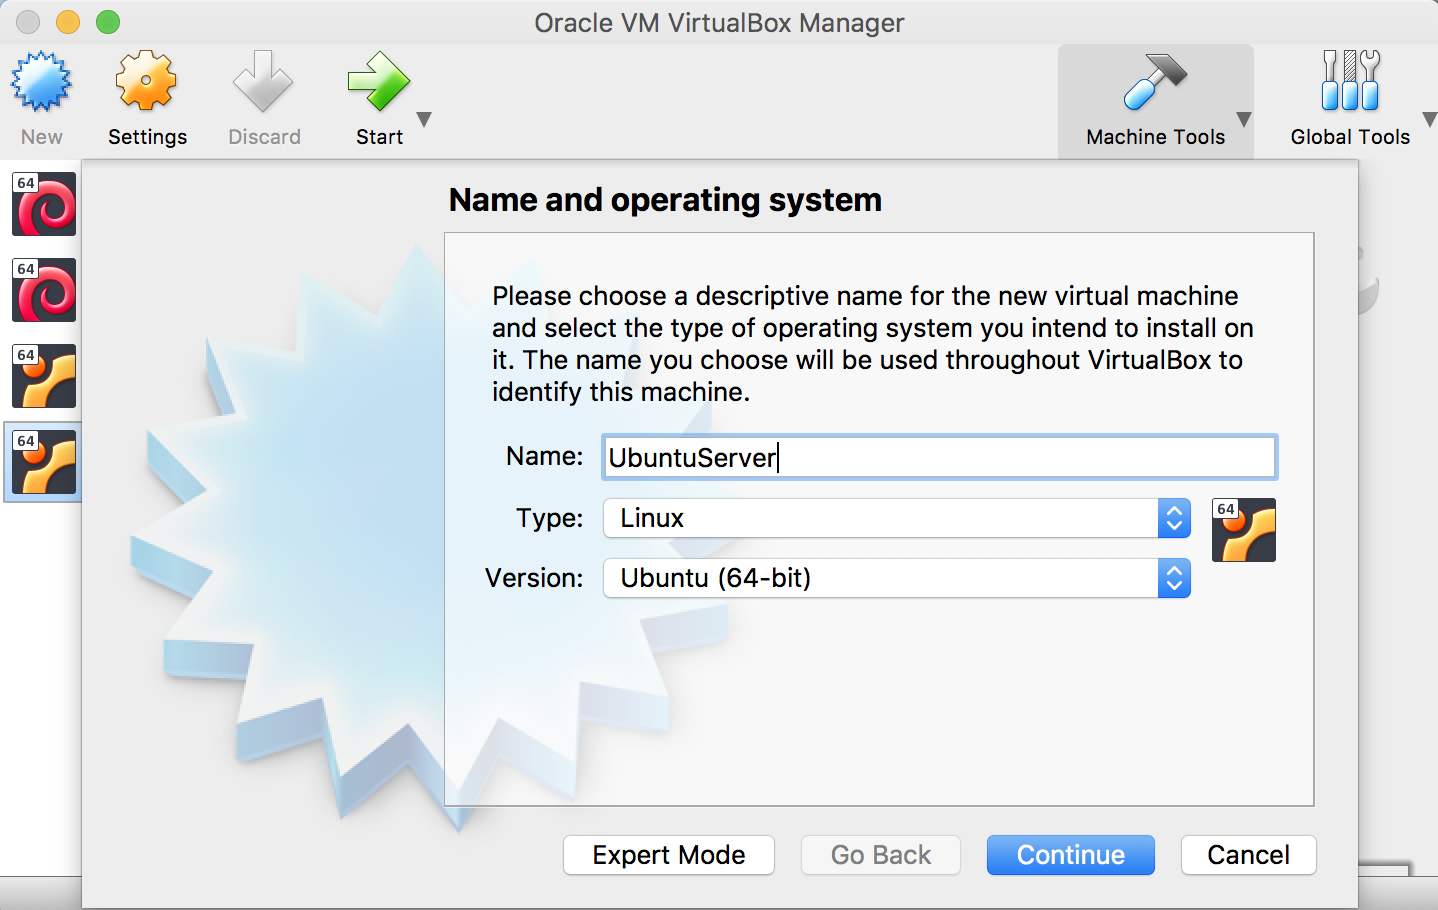 Oracle VM VirtualBox Manager
New
Settings
Discard
Start
Machine Tools
Global Tools
64
64
64
64
Name and operating system
Please choose a descriptive name for the new virtual machine
and select the type of operating system you intend to install on
it. The name you choose will be used throughout VirtualBox to
identify this machine.
Name: UbuntuServer
Type: Linux
64
Version: Ubuntu (64-bit)
Expert Mode
Go Back
Continue
Cancel